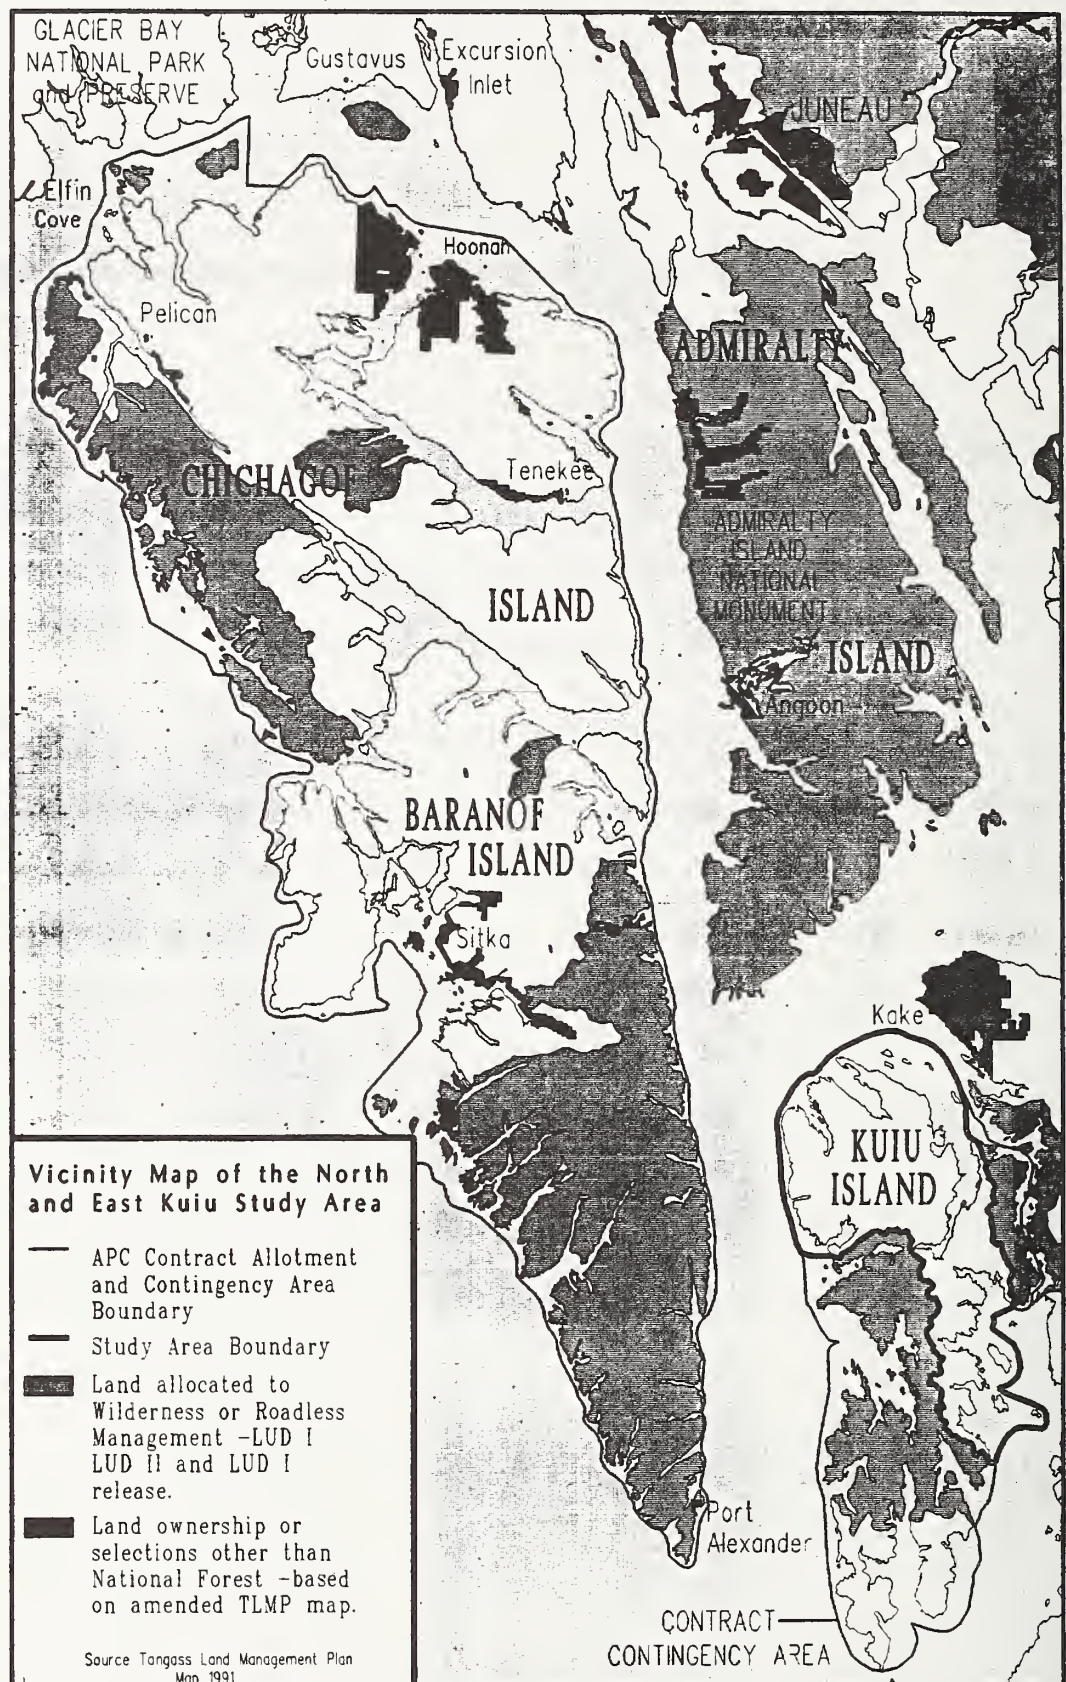 GLACIER BAY
NATIONAL PARK
and PRESERVE
Gustavus
Excursion
Inlet
JUNEAU
Elfin
Cove
Hoonah
Pelican
ADMIRALTY
CHICHAGOF
Tenekee
ADMIRALTY
ISLAND
NATIONAL
MONUMENT
ISLAND
ISLAND
Angoon
BARANOF
ISLAND
Sitka
Kake
KUIU
ISLAND
Vicinity Map of the North
and East Kuiu Study Area
APC Contract Allotment
and Contingency Area
Boundary
Study Area Boundary
Land allocated to
Wilderness or Roadless
Management -LUD I
LUD II and LUD I
release.
Land ownership or
selections other than
National Forest -based
on amended TLMP map.
Source Tongass Land Management Plan
Map 1991
Port
Alexander
CONTRACT
CONTINGENCY AREA